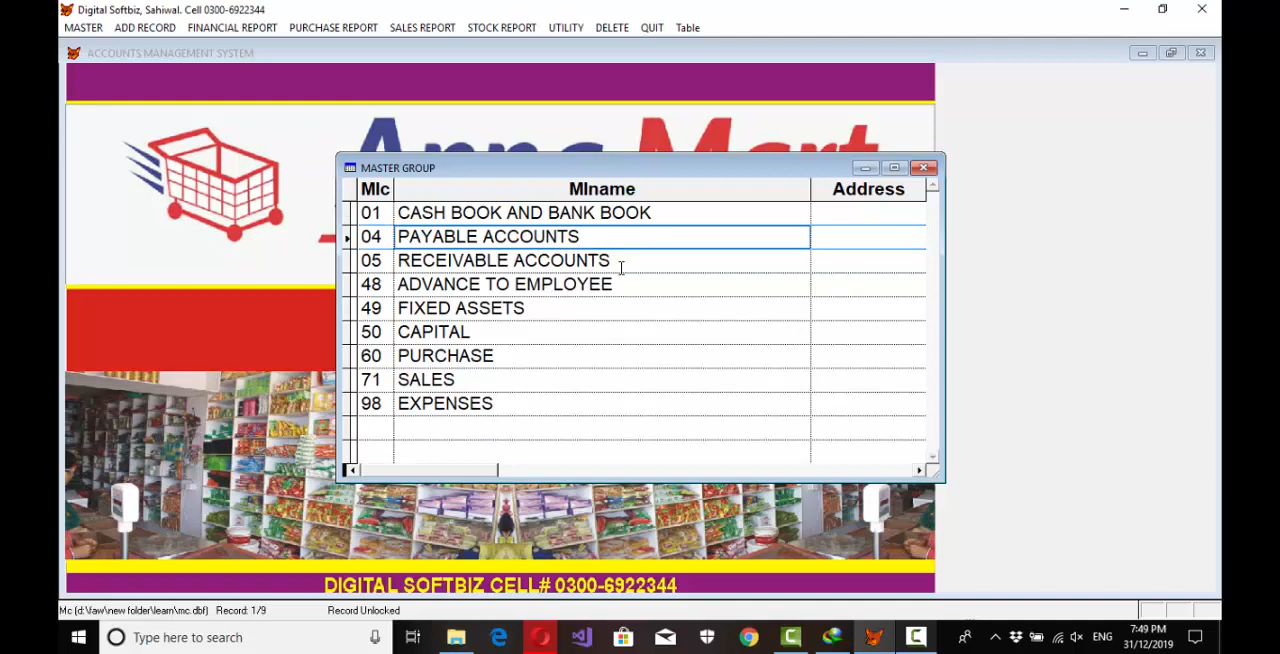 Digital Softbiz, Sahiwal. Cell 0300-6922344
MASTER ADD RECORD FINANCIAL REPORT PURCHASE REPORT SALES REPORT STOCK REPORT UTILITY DELETE QUIT Table
ACCOUNTS MANAGEMENT SYSTEM
Mart
MASTER GROUP
Mlc Mlname Address
01 CASH BOOK AND BANK BOOK
04 PAYABLE ACCOUNTS
05 RECEIVABLE ACCOUNTS
48 ADVANCE TO EMPLOYEE
49 FIXED ASSETS
50 CAPITAL
60 PURCHASE
71 SALES
98 EXPENSES
DIGITAL SOFTBIZ CELL# 0300-6922344
Mc (d:\faw\new folder\learn\mc.dbf) Record: 1/9 Record Unlocked
Type here to search
ENG
7:49 PM
31/12/2019